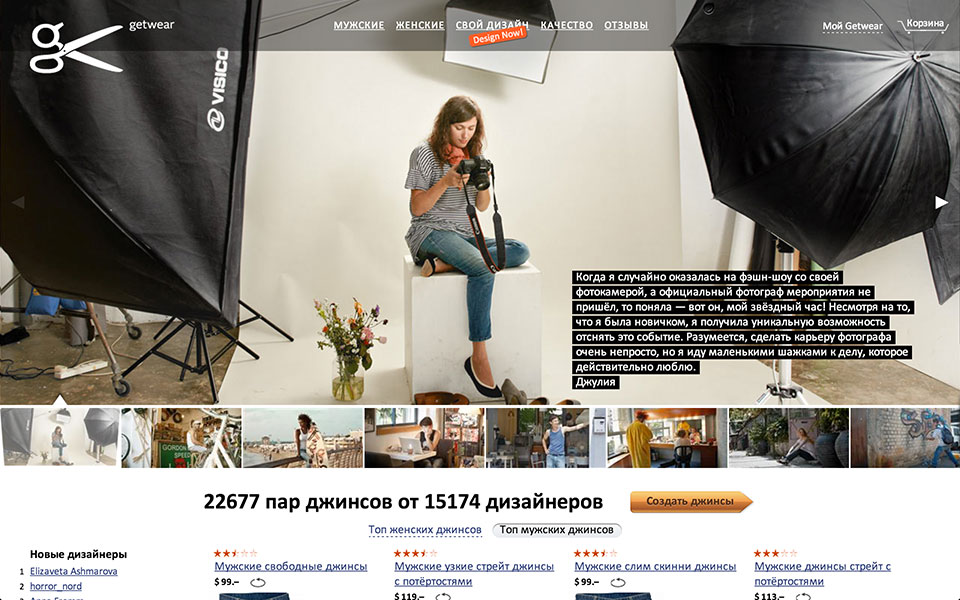 getwear
МУЖСКИЕ ЖЕНСКИЕ СВОЙ ДИЗАЙН КАЧЕСТВО ОТЗЫВЫ
Design Now!
Мой Getwear
Корзина
VISICO
Когда я случайно оказалась на фэшн-шоу со своей
фотокамерой, а официальный фотограф мероприятия не
пришёл, то поняла — вот он, мой звёздный час! Несмотря на то,
что я была новичком, я получила уникальную возможность
отснять это событие. Разумеется, сделать карьеру фотографа
очень непросто, но я иду маленькими шажками к делу, которое
действительно люблю.
Джулия
GORDON
SPEED
22677 пар джинсов от 15174 дизайнеров
Создать джинсы
Топ женских джинсов
Топ мужских джинсов
Новые дизайнеры
1 Elizaveta Ashmarova
2 horror_nord
Мужские свободные джинсы
$ 99.–
Мужские узкие стрейт джинсы
с потёртостями
$ 119.–
Мужские слим скинни джинсы
$ 99.–
Мужские джинсы стрейт с
потёртостями
$ 113.–